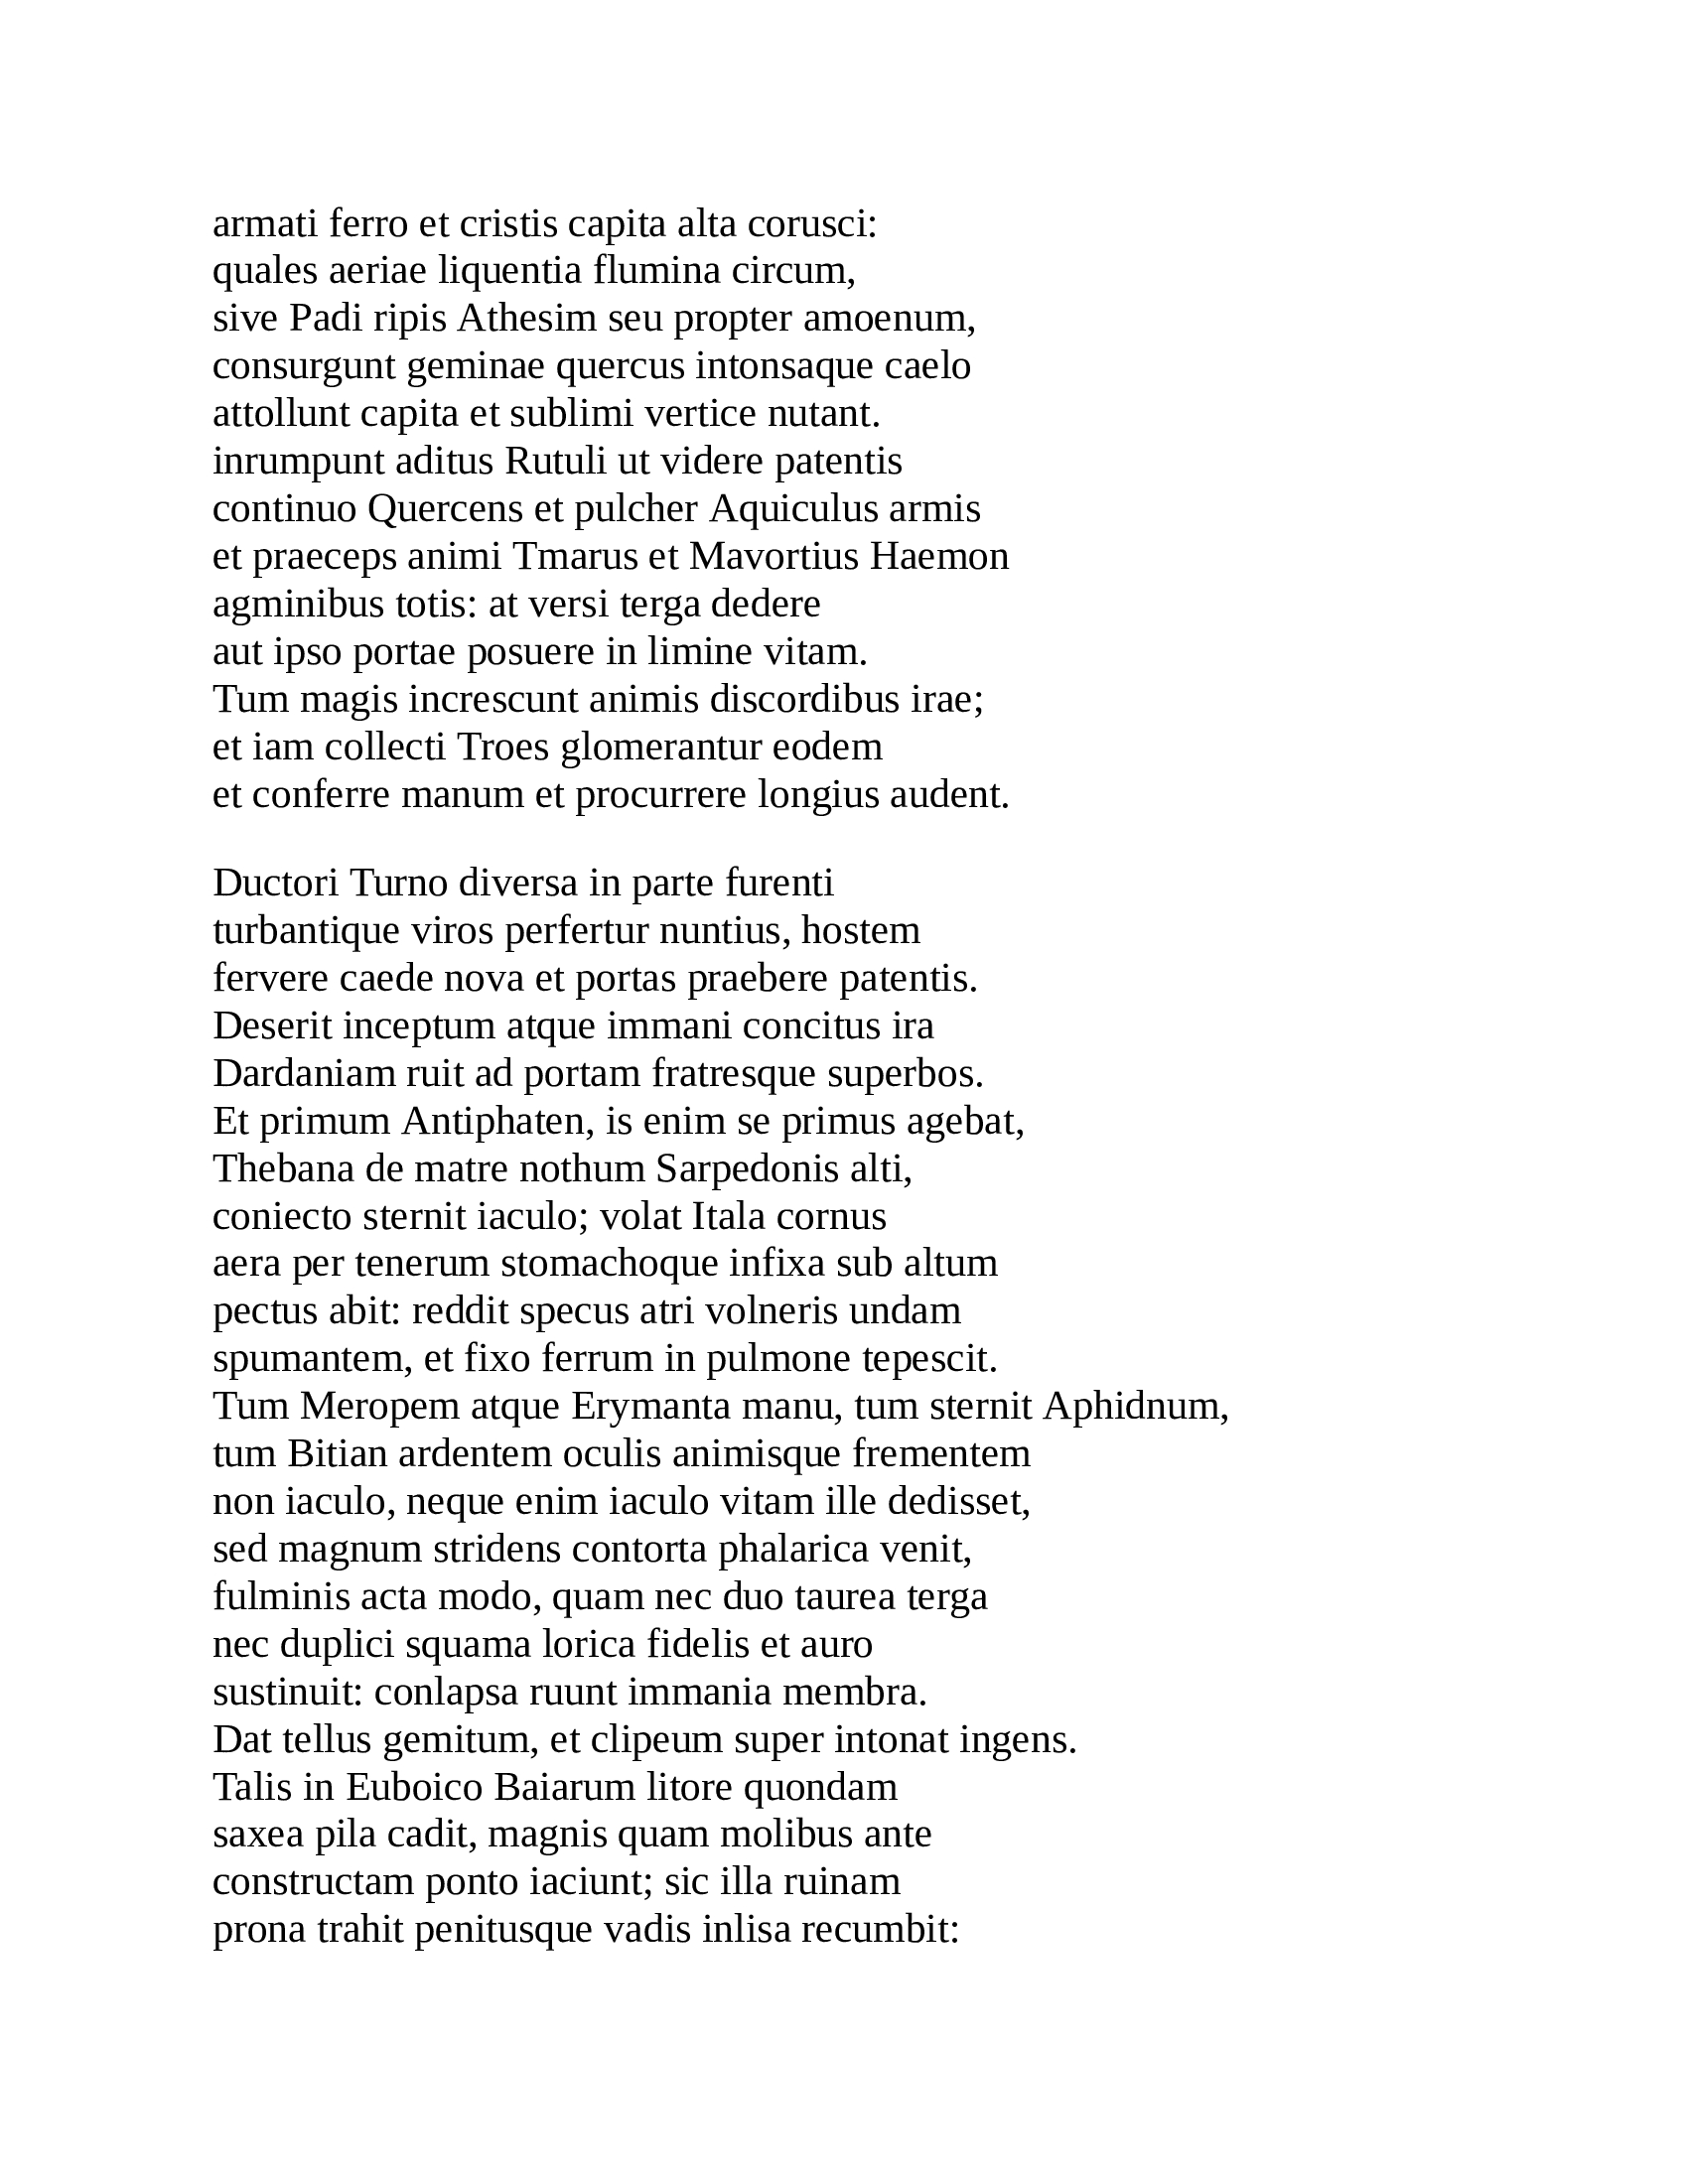 armati ferro et cristis capita alta corusci:
quales aeriae liquentia flumina circum,
sive Padi ripis Athesim seu propter amoenum,
consurgunt geminae quercus intonsaque caelo
attollunt capita et sublimi vertice nutant.
inrumpunt aditus Rutuli ut videre patentis
continuo Quercens et pulcher Aquiculus armis
et praeceps animi Tmarus et Mavortius Haemon
agminibus totis: at versi terga dedere
aut ipso portae posuere in limine vitam.
Tum magis increscunt animis discordibus irae;
et iam collecti Troes glomerantur eodem
et conferre manum et procurrere longius audent.

Ductori Turno diversa in parte furenti
turbantique viros perfertur nuntius, hostem
fervere caede nova et portas praebere patentis.
Deserit inceptum atque immani concitus ira
Dardaniam ruit ad portam fratresque superbos.
Et primum Antiphaten, is enim se primus agebat,
Thebana de matre nothum Sarpedonis alti,
coniecto sternit iaculo; volat Itala cornus
aera per tenerum stomachoque infixa sub altum
pectus abit: reddit specus atri volneris undam
spumantem, et fixo ferrum in pulmone tepescit.
Tum Meropem atque Erymanta manu, tum sternit Aphidnum,
tum Bitian ardentem oculis animisque frementem
non iaculo, neque enim iaculo vitam ille dedisset,
sed magnum stridens contorta phalarica venit,
fulminis acta modo, quam nec duo taurea terga
nec duplici squama lorica fidelis et auro
sustinuit: conlapsa ruunt immania membra.
Dat tellus gemitum, et clipeum super intonat ingens.
Talis in Euboico Baiarum litore quondam
saxea pila cadit, magnis quam molibus ante
constructam ponto iaciunt; sic illa ruinam
prona trahit penitusque vadis inlisa recumbit: